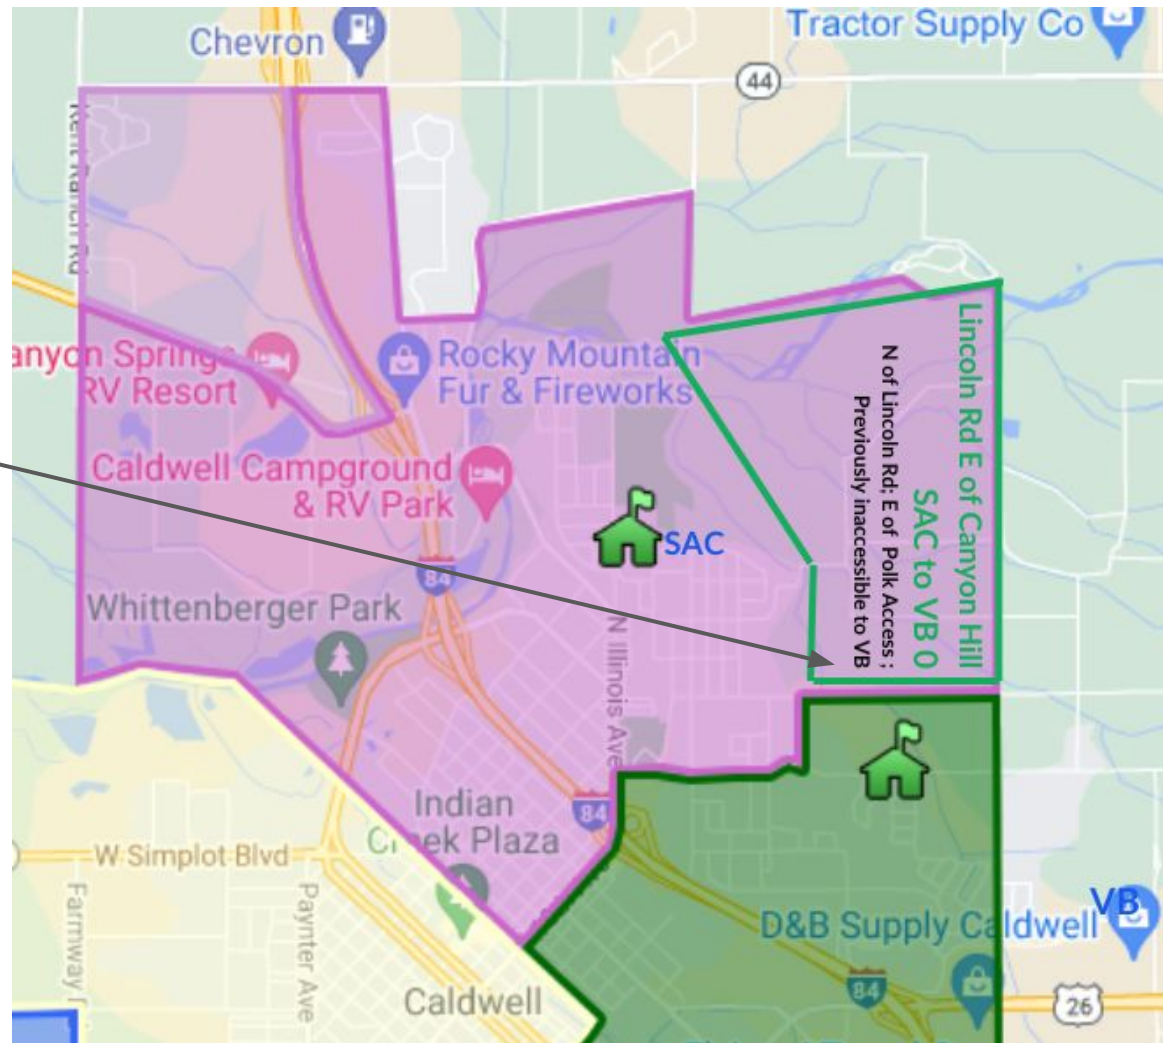 Chevron
Tractor Supply Co
44
Kent Ranch Rd
anyon Springs
RV Resort
Rocky Mountain
Fur & Fireworks
Caldwell Campground
& RV Park
SAC
84
Whittenberger Park
N Illinois Ave
Lincoln Rd E of Canyon Hill
SAC to VB 0
N of Lincoln Rd; E of Polk Access ;
Previously inaccessible to VB
84
Indian
Creek Plaza
W Simplot Blvd
Farmway
Paynter Ave
VB
D&B Supply Caldwell
84
26
Caldwell